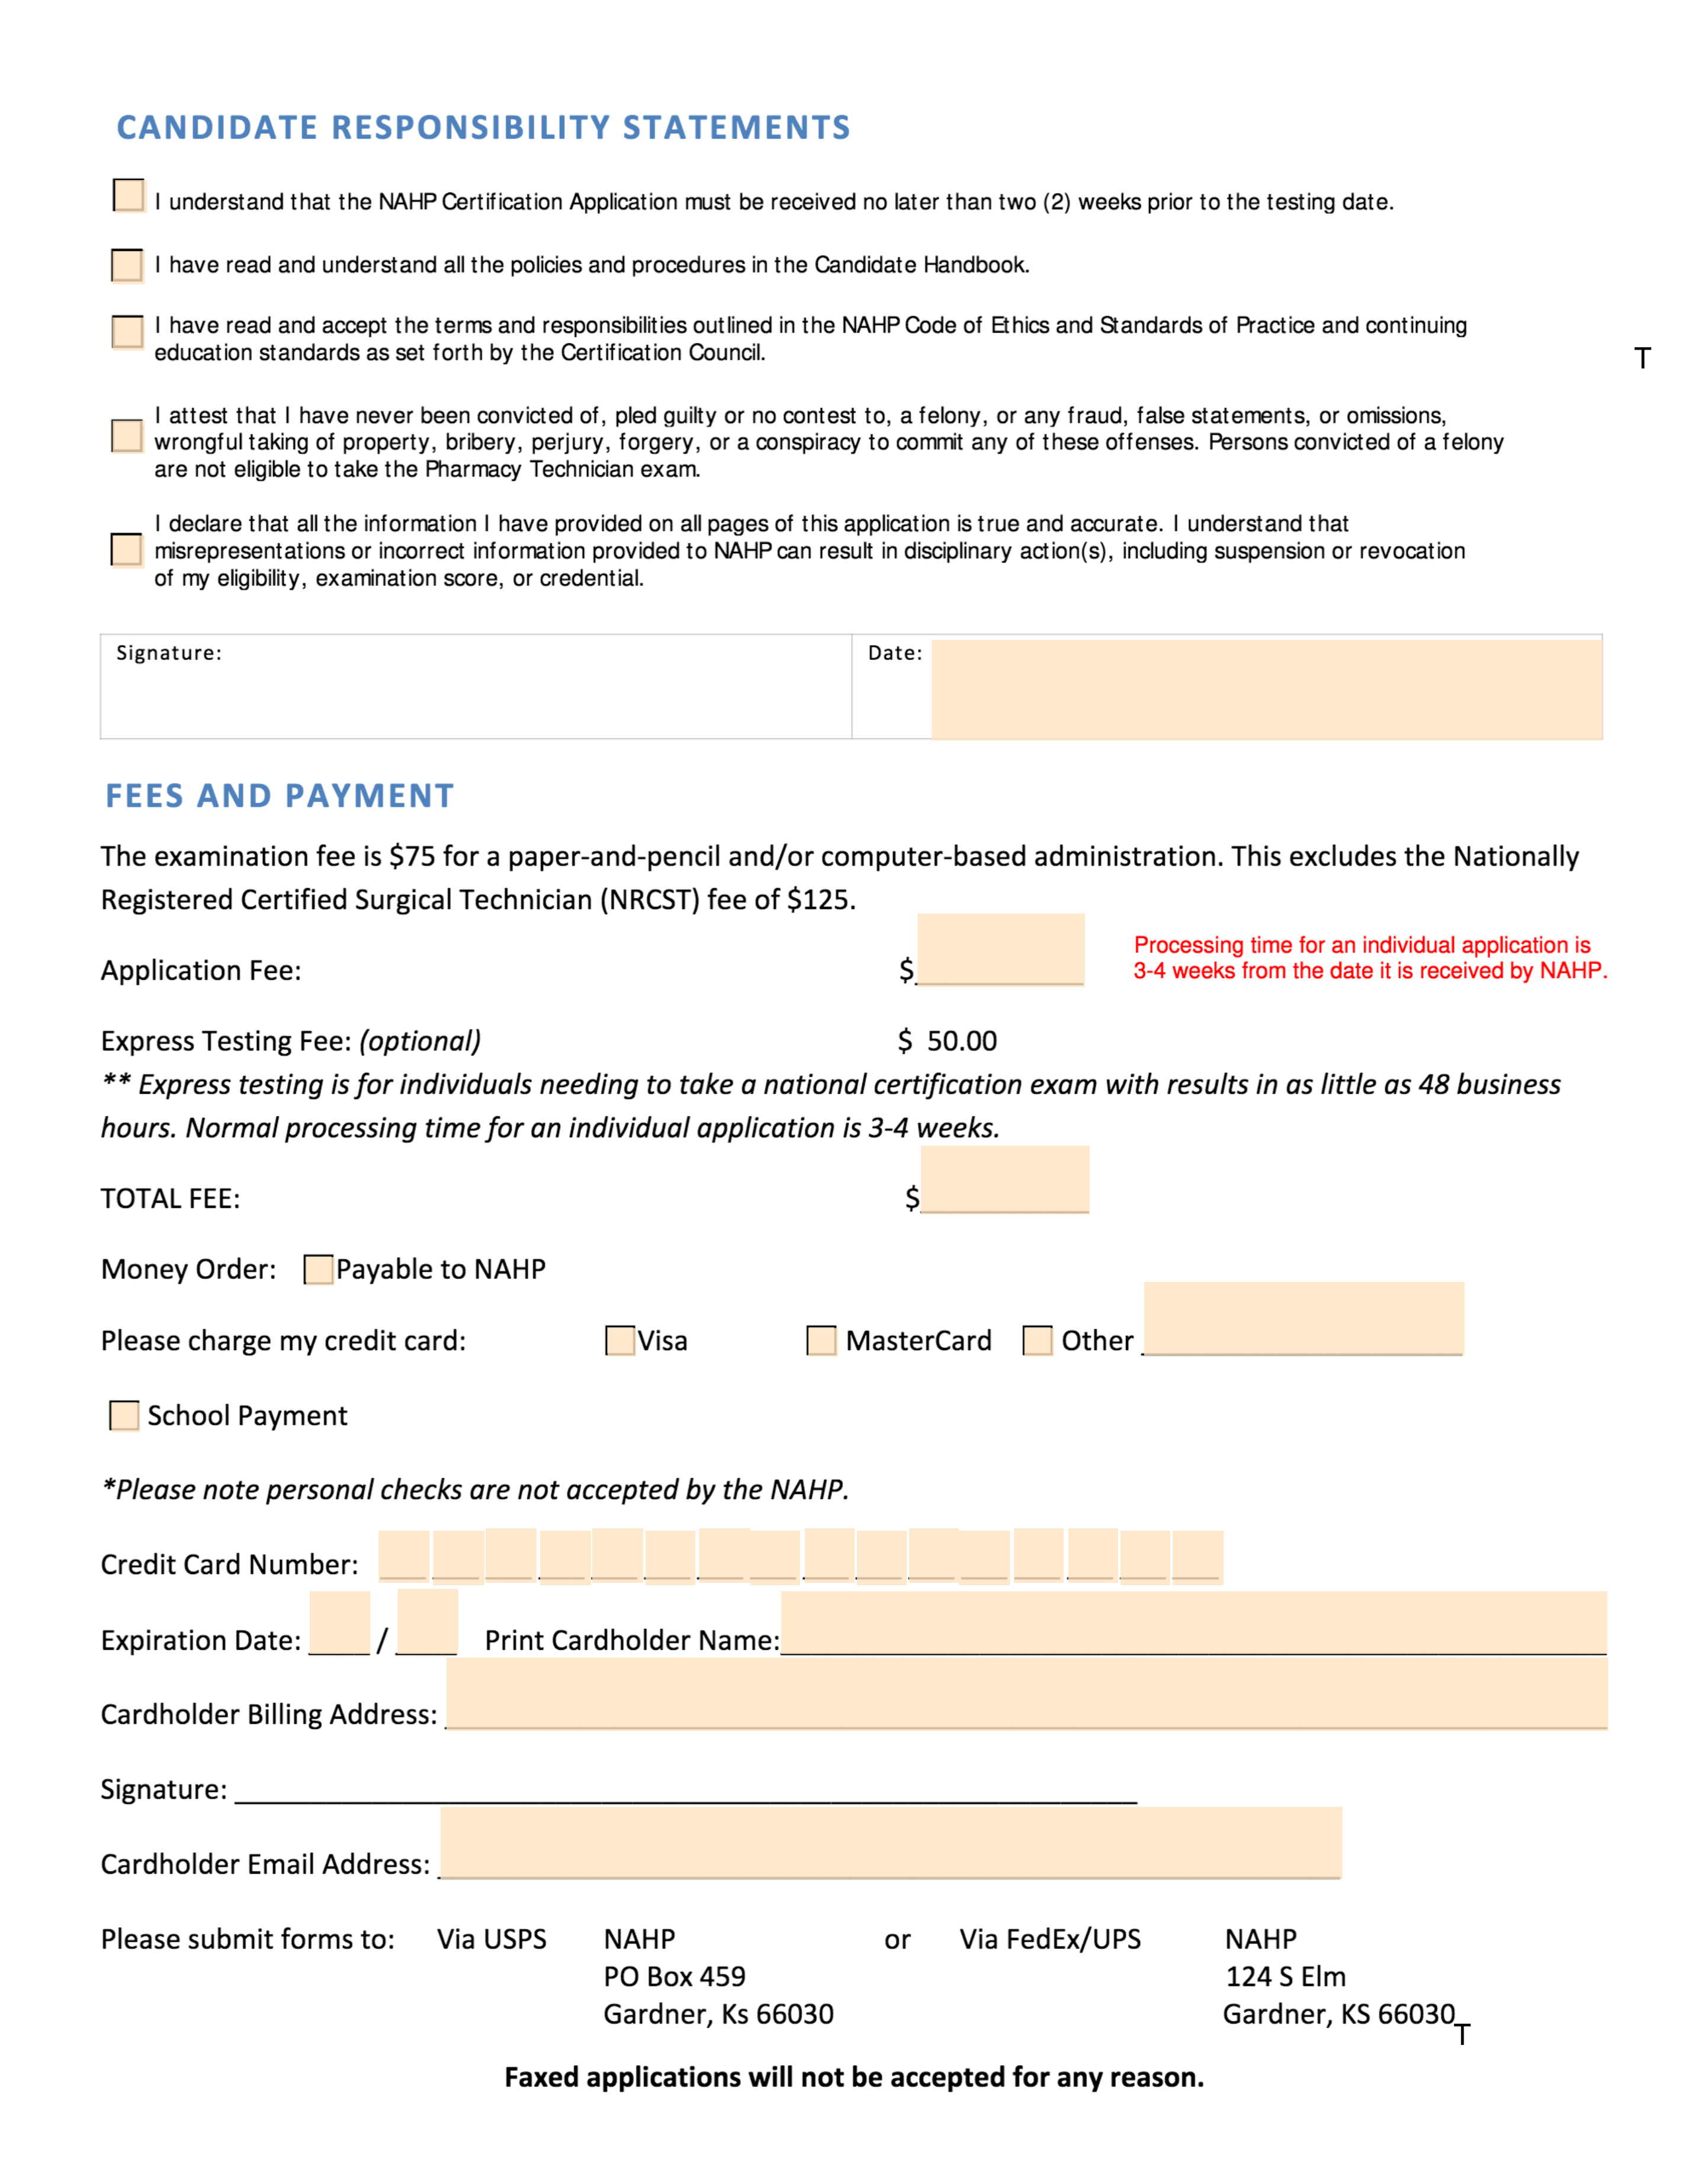 CANDIDATE RESPONSIBILITY STATEMENTS
I understand that the NAHP Certification Application must be received no later than two (2) weeks prior to the testing date.
I have read and understand all the policies and procedures in the Candidate Handbook.
I have read and accept the terms and responsibilities outlined in the NAHP Code of Ethics and Standards of Practice and continuing
education standards as set forth by the Certification Council.
T
I attest that I have never been convicted of, pled guilty or no contest to, a felony, or any fraud, false statements, or omissions,
wrongful taking of property, bribery, perjury, forgery, or a conspiracy to commit any of these offenses. Persons convicted of a felony
are not eligible to take the Pharmacy Technician exam.
I declare that all the information I have provided on all pages of this application is true and accurate. I understand that
misrepresentations or incorrect information provided to NAHP can result in disciplinary action(s), including suspension or revocation
of my eligibility, examination score, or credential.
Signature: Date:
FEES AND PAYMENT
The examination fee is $75 for a paper-and-pencil and/or computer-based administration. This excludes the Nationally
Registered Certified Surgical Technician (NRCST) fee of $125.
Processing time for an individual application is
3-4 weeks from the date it is received by NAHP.
Application Fee: $
Express Testing Fee: (optional) $ 50.00
** Express testing is for individuals needing to take a national certification exam with results in as little as 48 business
hours. Normal processing time for an individual application is 3-4 weeks.
TOTAL FEE: $
Money Order: Payable to NAHP
Please charge my credit card: Visa MasterCard Other
School Payment
*Please note personal checks are not accepted by the NAHP.
Credit Card Number:
Expiration Date: / Print Cardholder Name:
Cardholder Billing Address:
Signature:
Cardholder Email Address:
Please submit forms to: Via USPS NAHP or Via FedEx/UPS NAHP
PO Box 459 124 S Elm
Gardner, Ks 66030 Gardner, KS 66030
T
Faxed applications will not be accepted for any reason.